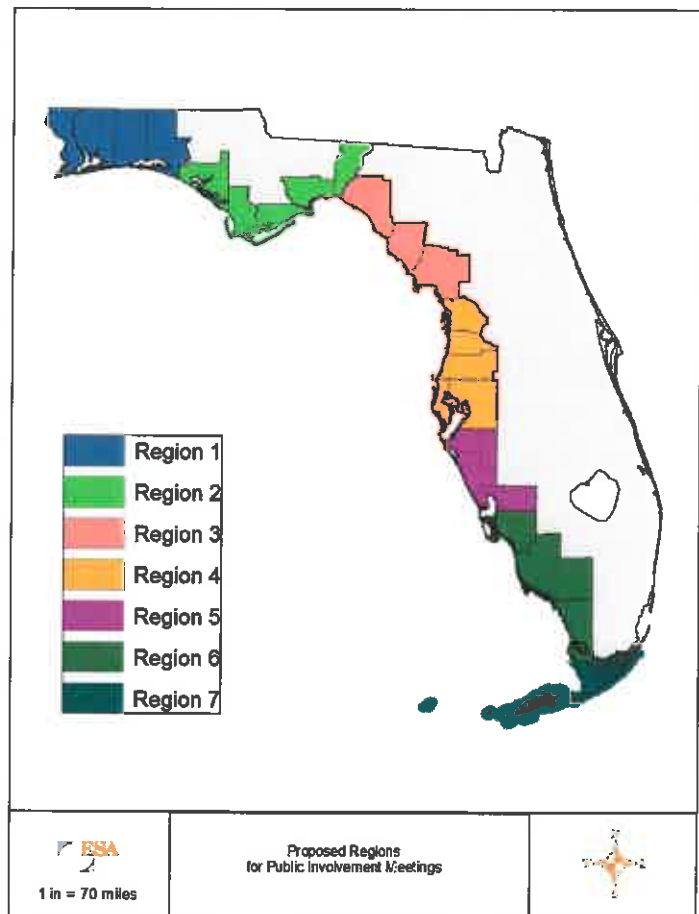 Region 1
Region 2
Region 3
Region 4
Region 5
Region 6
Region 7
ESA
1 in = 70 miles
Proposed Regions
for Public Involvement Meetings